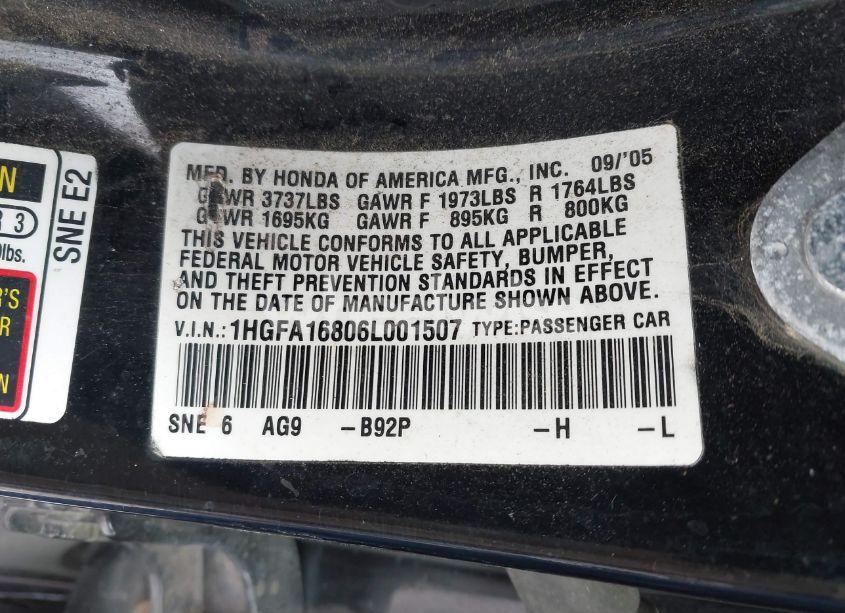 MFD. BY HONDA OF AMERICA MFG., INC. 09/'05
GVWR 3737LBS GAWR F 1973LBS R 1764LBS
GVWR 1695KG GAWR F 895KG R 800KG
THIS VEHICLE CONFORMS TO ALL APPLICABLE
FEDERAL MOTOR VEHICLE SAFETY, BUMPER,
AND THEFT PREVENTION STANDARDS IN EFFECT
ON THE DATE OF MANUFACTURE SHOWN ABOVE.
V.I.N.: 1HGFA16806L001507 TYPE:PASSENGER CAR
SNE 6 AG9 -B92P -H -L
SNE E2
3
lbs.